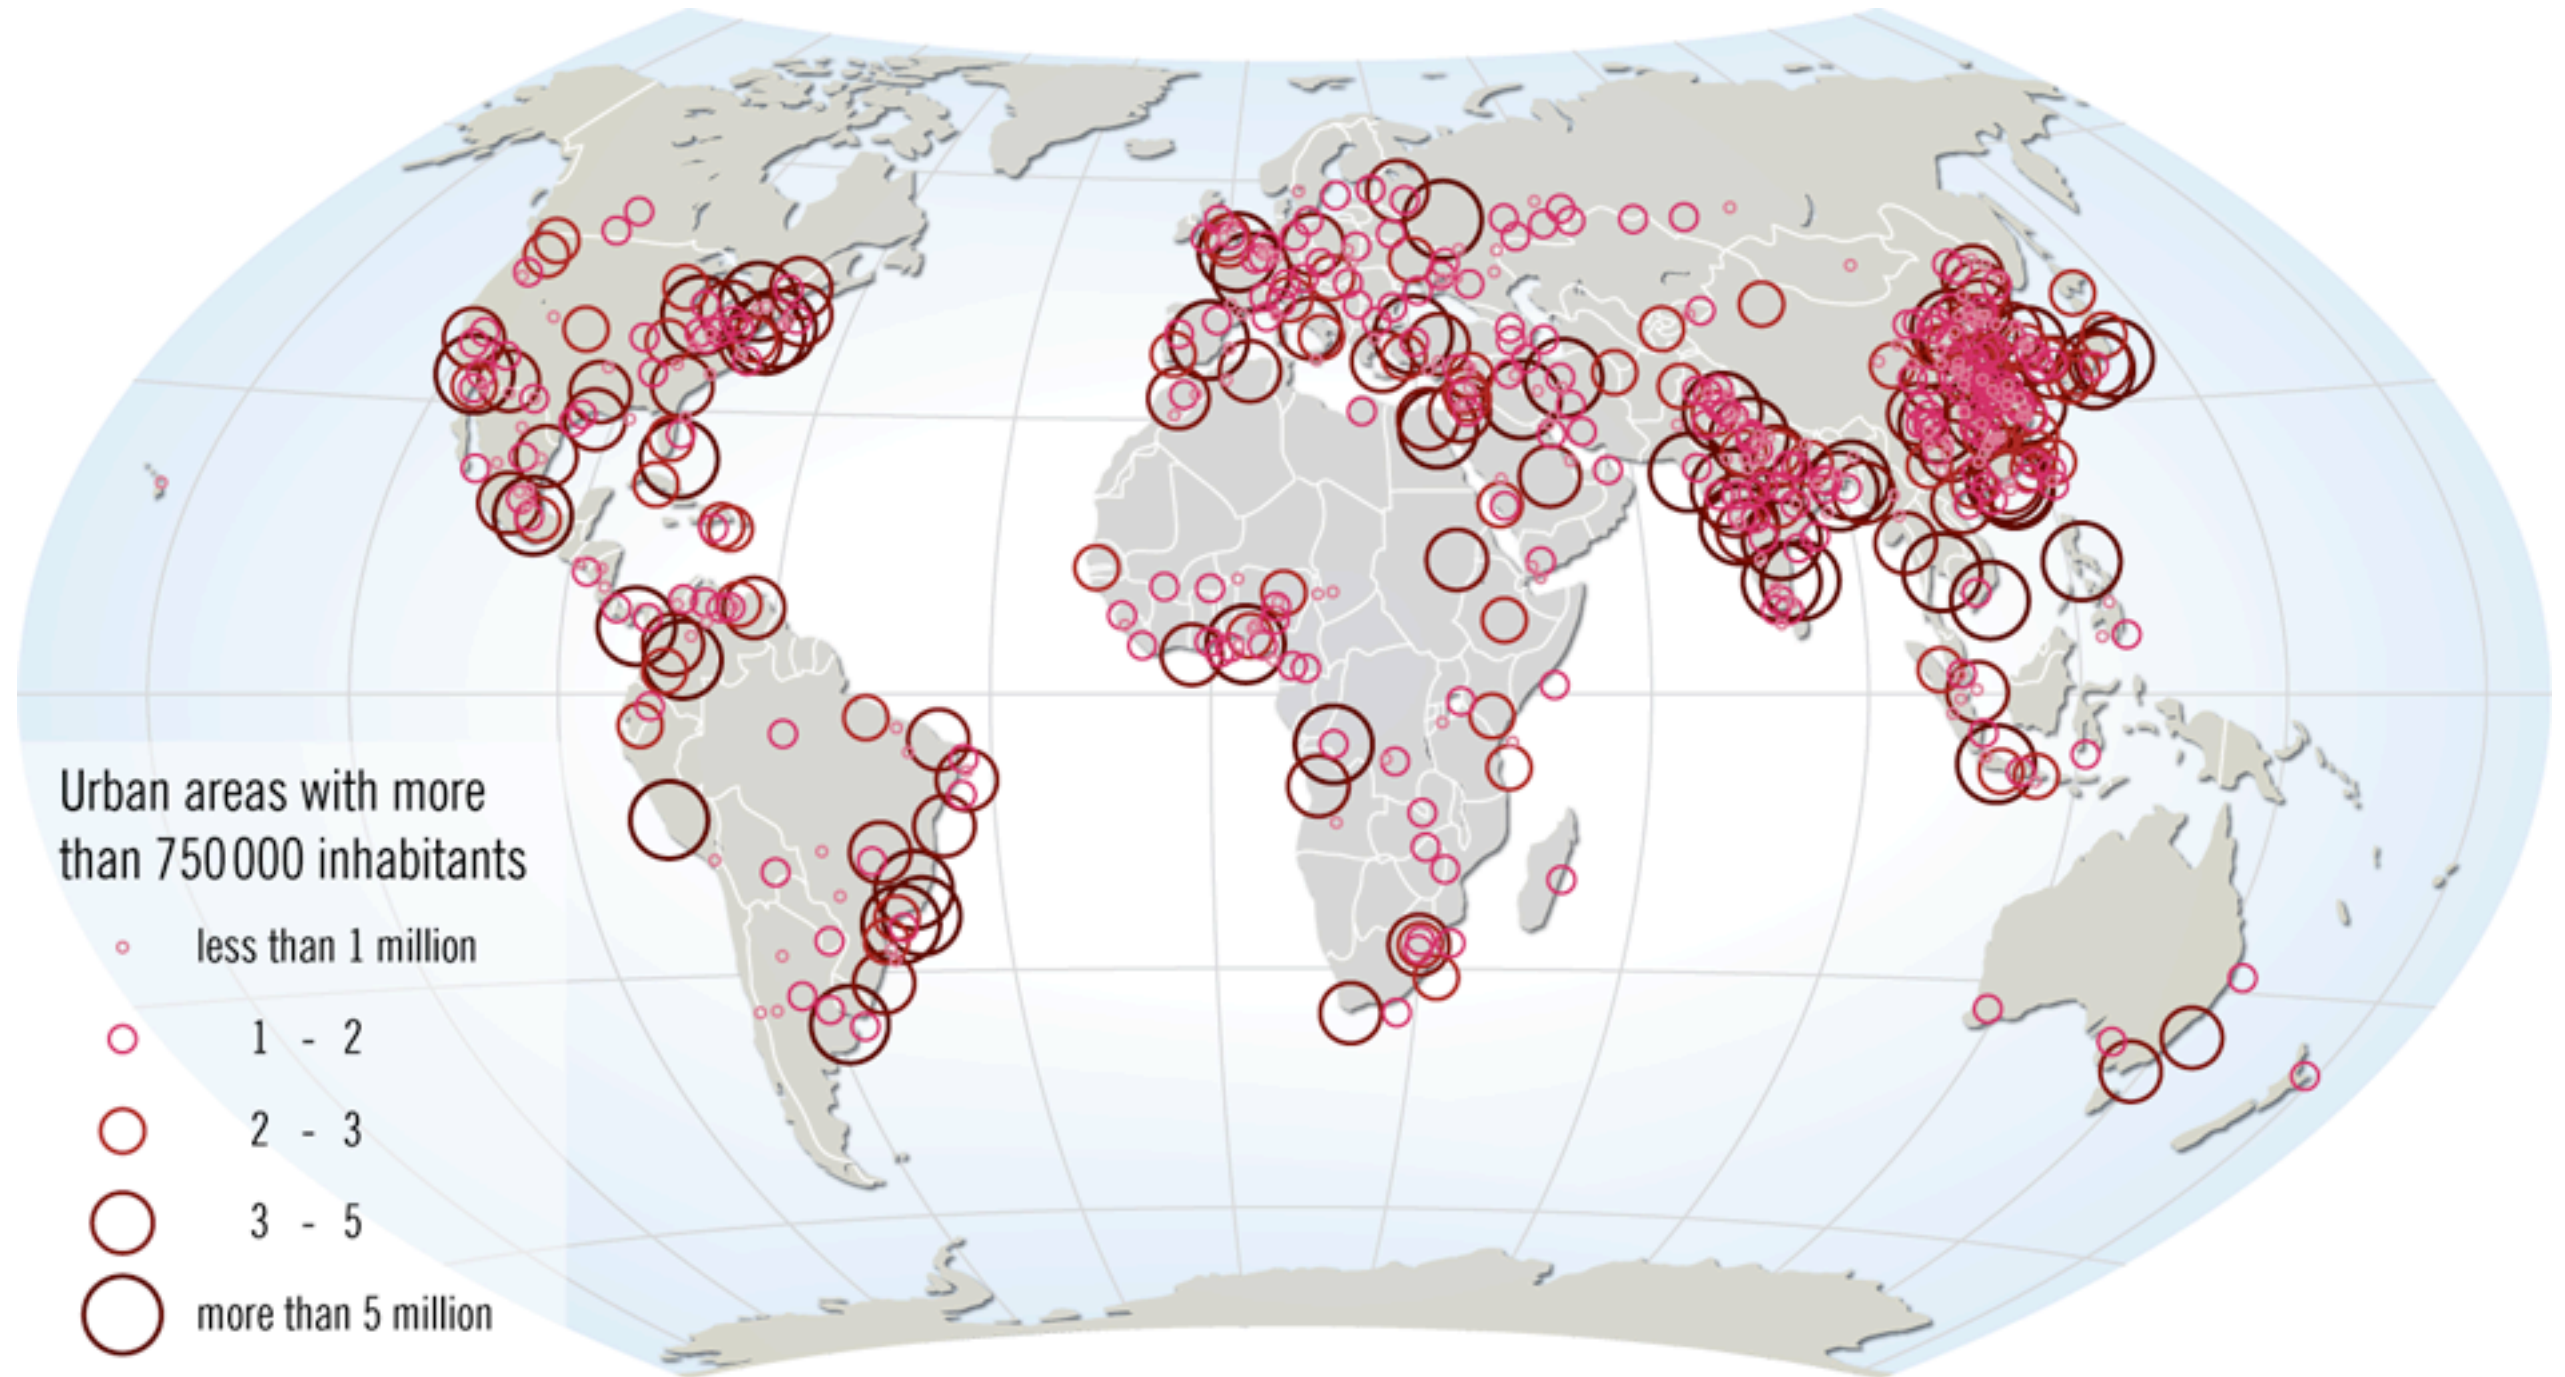 Urban areas with more
than 750 000 inhabitants
less than 1 million
1 - 2
2 - 3
3 - 5
more than 5 million